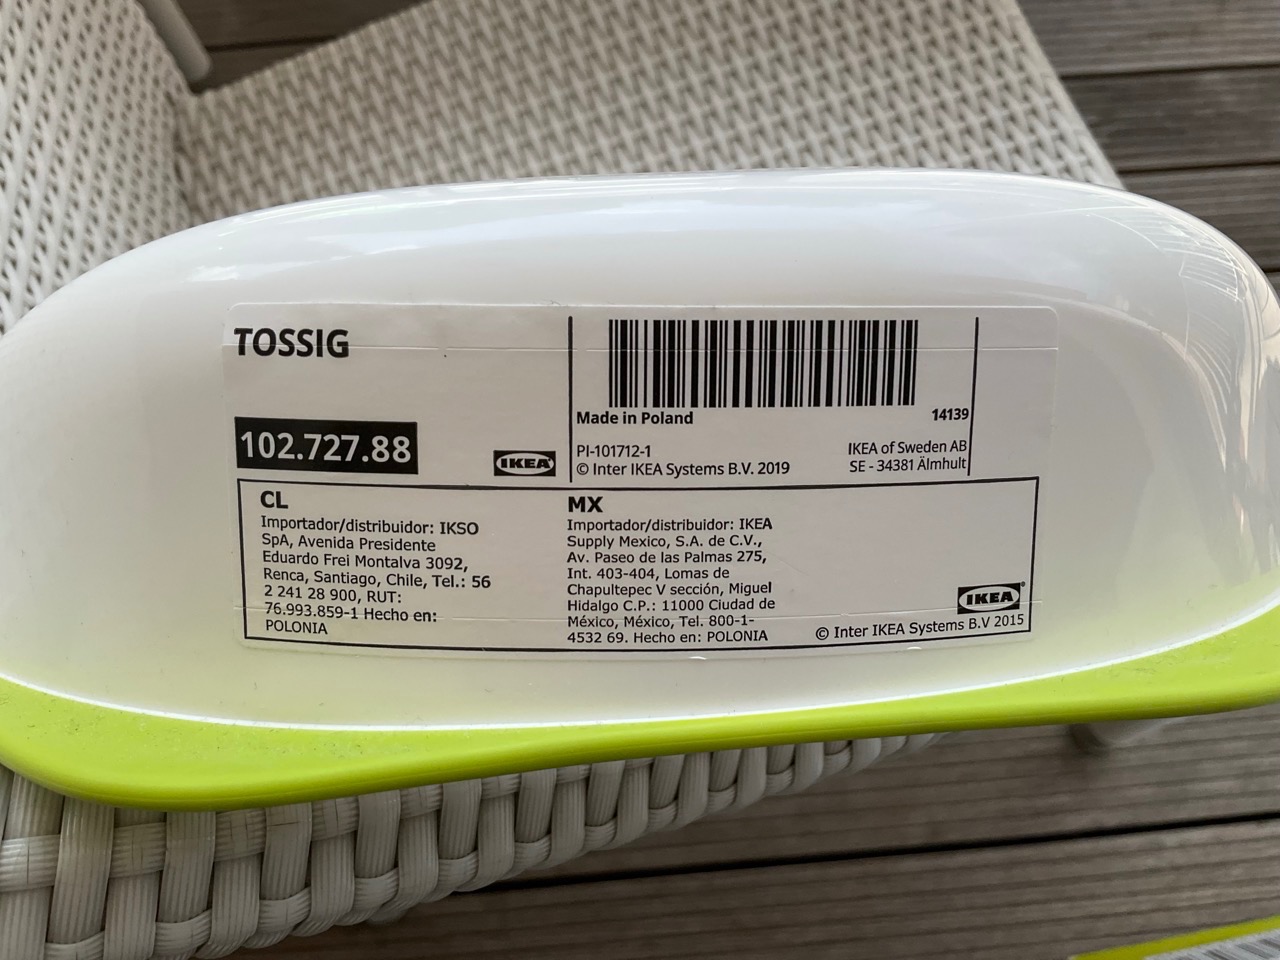 TOSSIG
102.727.88
IKEA®
Made in Poland
14139
PI-101712-1
© Inter IKEA Systems B.V. 2019
IKEA of Sweden AB
SE - 34381 Älmhult
CL
Importador/distribuidor: IKSO
SpA, Avenida Presidente
Eduardo Frei Montalva 3092,
Renca, Santiago, Chile, Tel.: 56
2 241 28 900, RUT:
76.993.859-1 Hecho en:
POLONIA
MX
Importador/distribuidor: IKEA
Supply Mexico, S.A. de C.V.,
Av. Paseo de las Palmas 275,
Int. 403-404, Lomas de
Chapultepec V sección, Miguel
Hidalgo C.P.: 11000 Ciudad de
México, México, Tel. 800-1-
4532 69. Hecho en: POLONIA
IKEA®
© Inter IKEA Systems B.V 2015